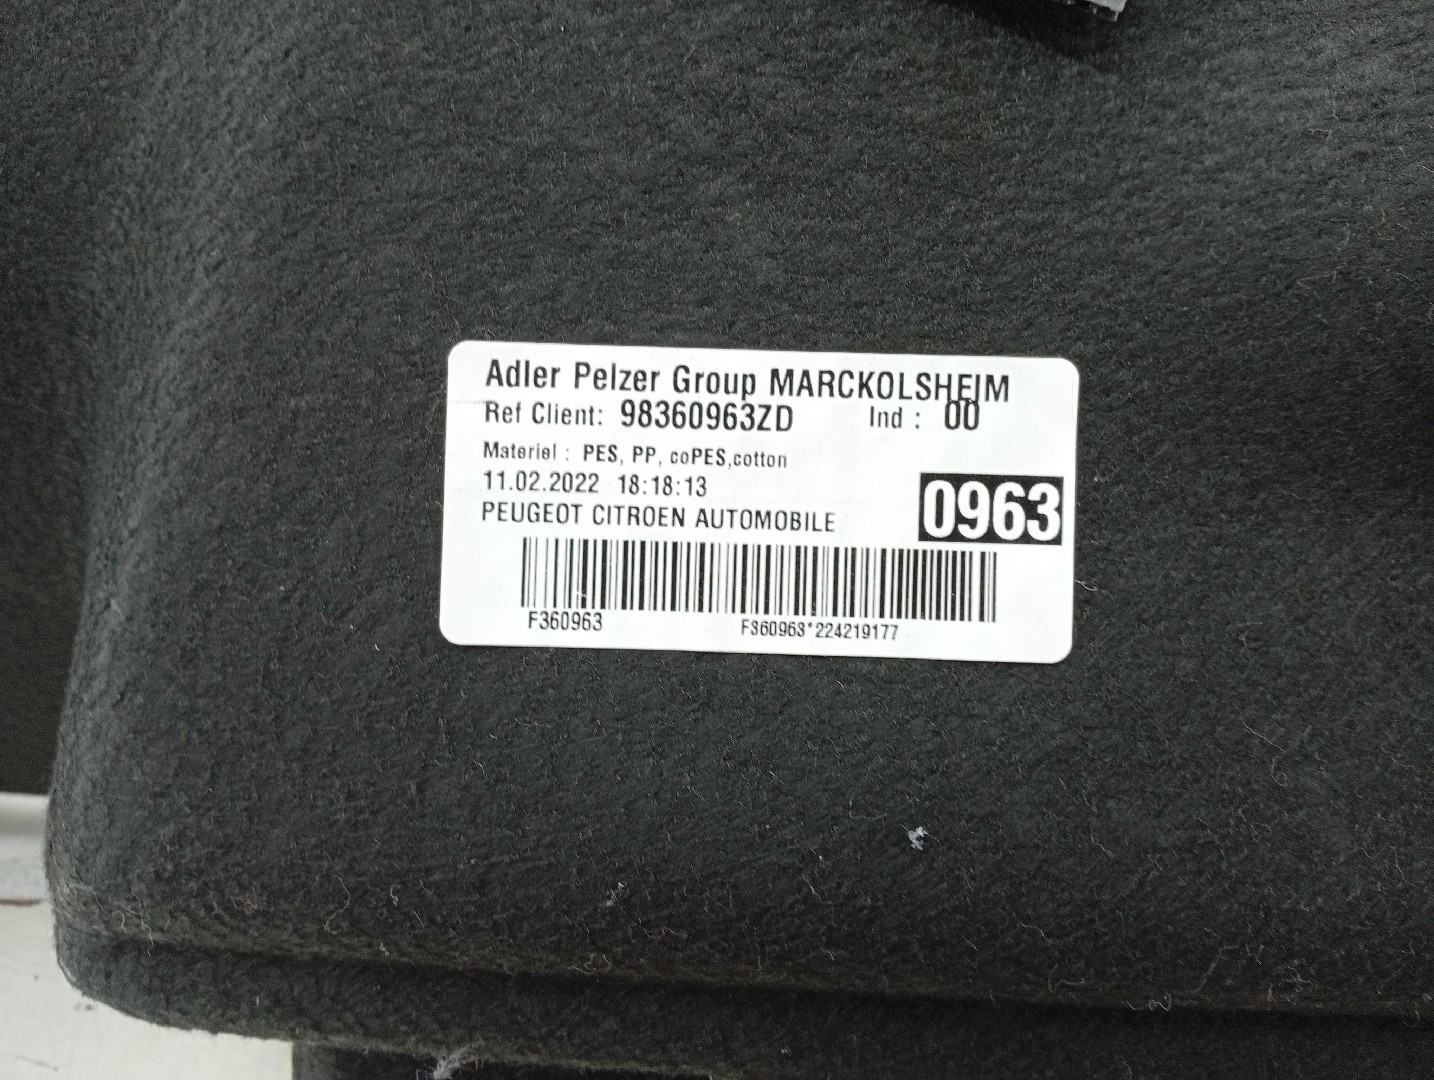 Adler Pelzer Group MARCKOLSHEIM
Ref Client: 98360963ZD Ind : 00
Materiel : PES, PP, coPES,cotton
11.02.2022 18:18:13
PEUGEOT CITROEN AUTOMOBILE
0963
F360963 F360963*224219177